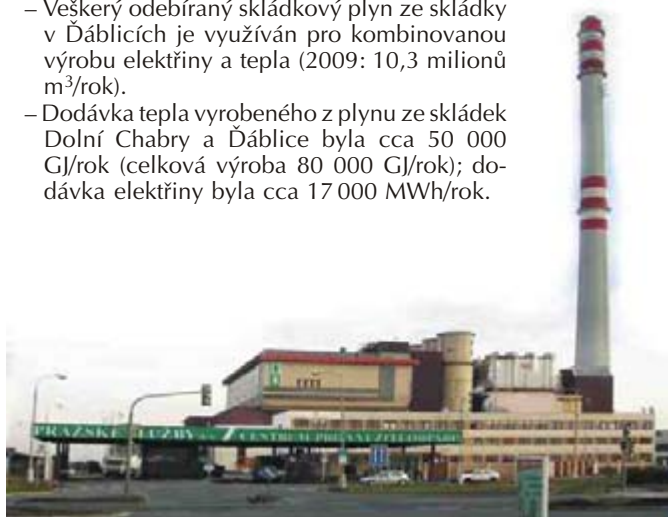 – Veškerý odebíraný skládkový plyn ze skládky
v Ďáblicích je využíván pro kombinovanou
výrobu elektřiny a tepla (2009: 10,3 milionů
m³/rok).
– Dodávka tepla vyrobeného z plynu ze skládek
Dolní Chabry a Ďáblice byla cca 50 000
GJ/rok (celková výroba 80 000 GJ/rok); do-
dávka elektřiny byla cca 17 000 MWh/rok.
PRAŽSKÉ SLUŽBY CENTRUM PRO